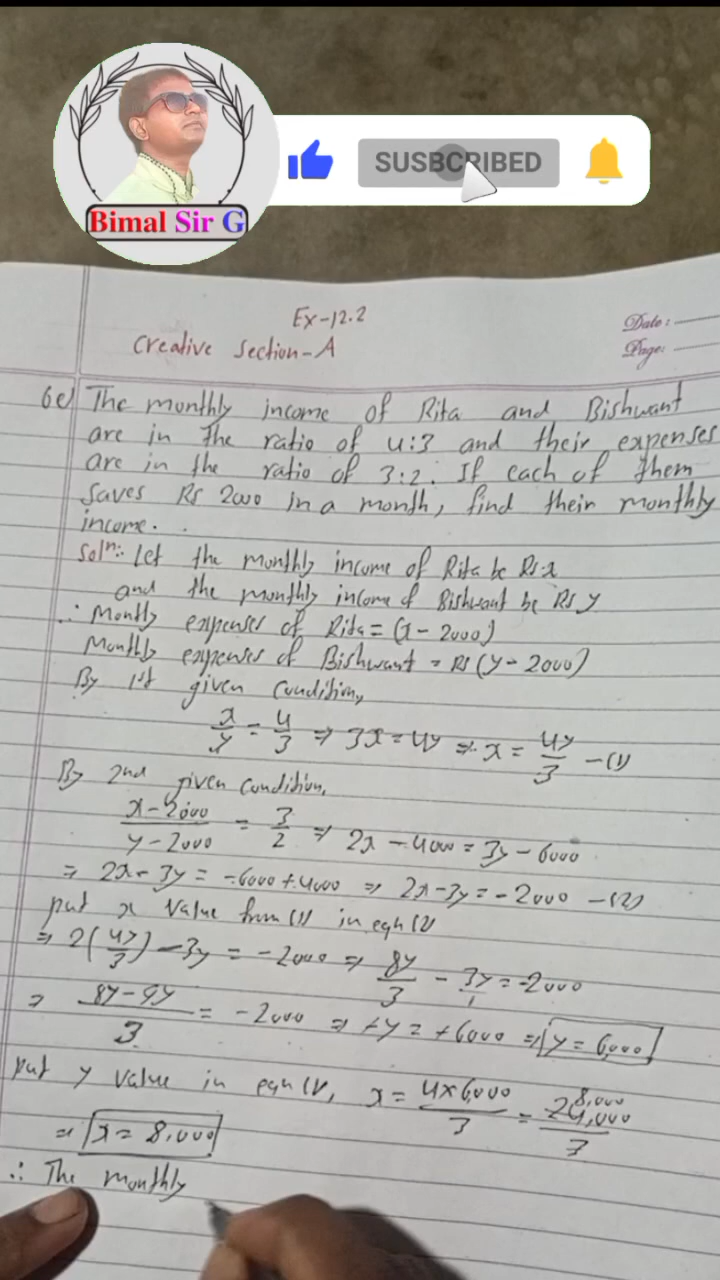 Bimal Sir G
SUSBCRIBED
Ex-12.2
Creative Section-A
Date:
Page:
6e) The monthly income of Rita and Bishwant
are in the ratio of 4:3 and their expenses
are in the ratio of 3:2. If each of them
saves Rs 2000 in a month, find their monthly
income.
Solⁿ: Let the monthly income of Rita be Rs x
and the monthly income of Bishwant be Rs y
∴ Montly expenses of Rita = (x - 2000)
Monthly expenses of Bishwant = Rs (y - 2000)
By 1st given condition,
x/y = 4/3 ⇒ 3x = 4y ⇒ x = 4y/3 - (1)
By 2nd given condition,
x-2000/y-2000 = 3/2 ⇒ 2x - 4000 = 3y - 6000
⇒ 2x - 3y = -6000 + 4000 ⇒ 2x - 3y = -2000 - (2)
put x value from (1) in eqn (2)
⇒ 2(4y/3) - 3y = -2000 ⇒ 8y/3 - 3y/1 = -2000
⇒ 8y-9y/3 = -2000 ⇒ +y = +6000 ⇒ y = 6,000
put y value in eqn (1), x = 4x6,000/3 = 24,000/3 8,000
⇒ x = 8,000
∴ The monthly